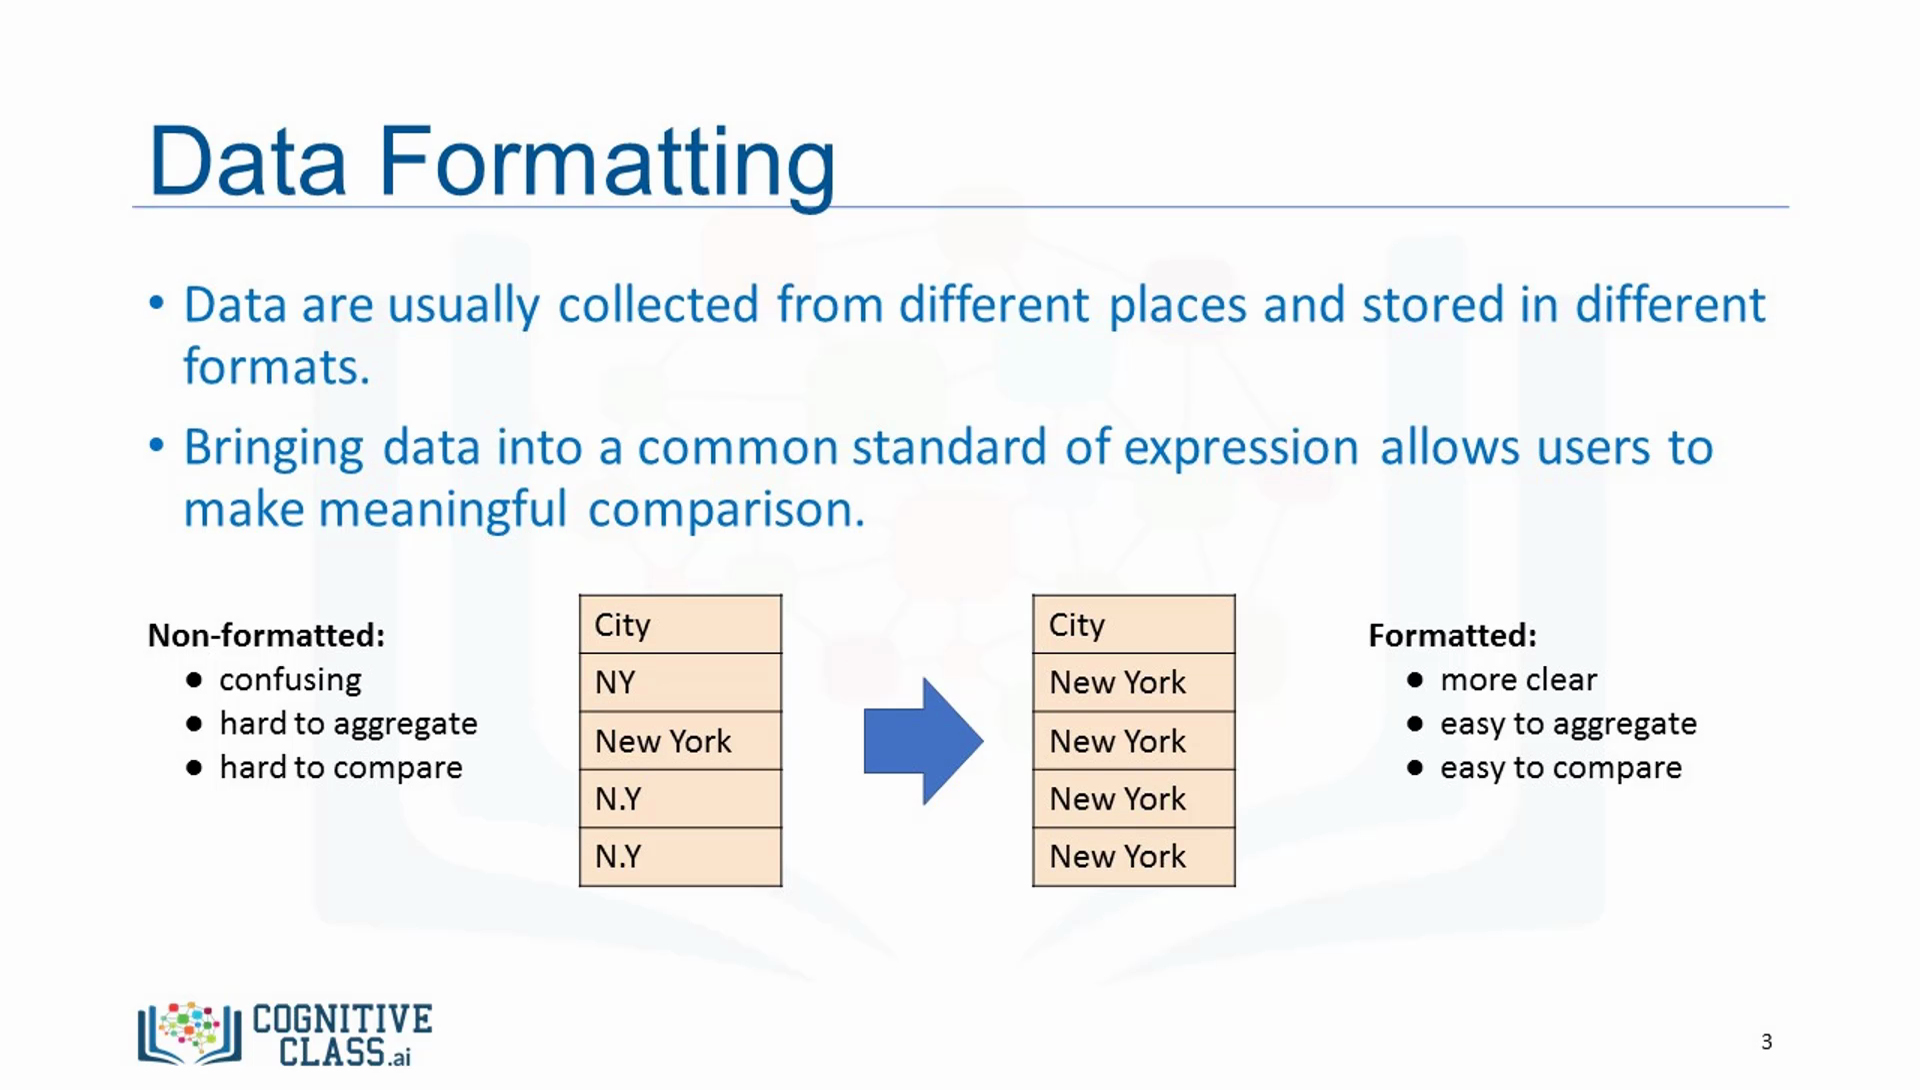 Data Formatting
• Data are usually collected from different places and stored in different
formats.
• Bringing data into a common standard of expression allows users to
make meaningful comparison.
Non-formatted:
● confusing
● hard to aggregate
● hard to compare
City
NY
New York
N.Y
N.Y
City
New York
New York
New York
New York
Formatted:
● more clear
● easy to aggregate
● easy to compare
COGNITIVE
CLASS.ai
3